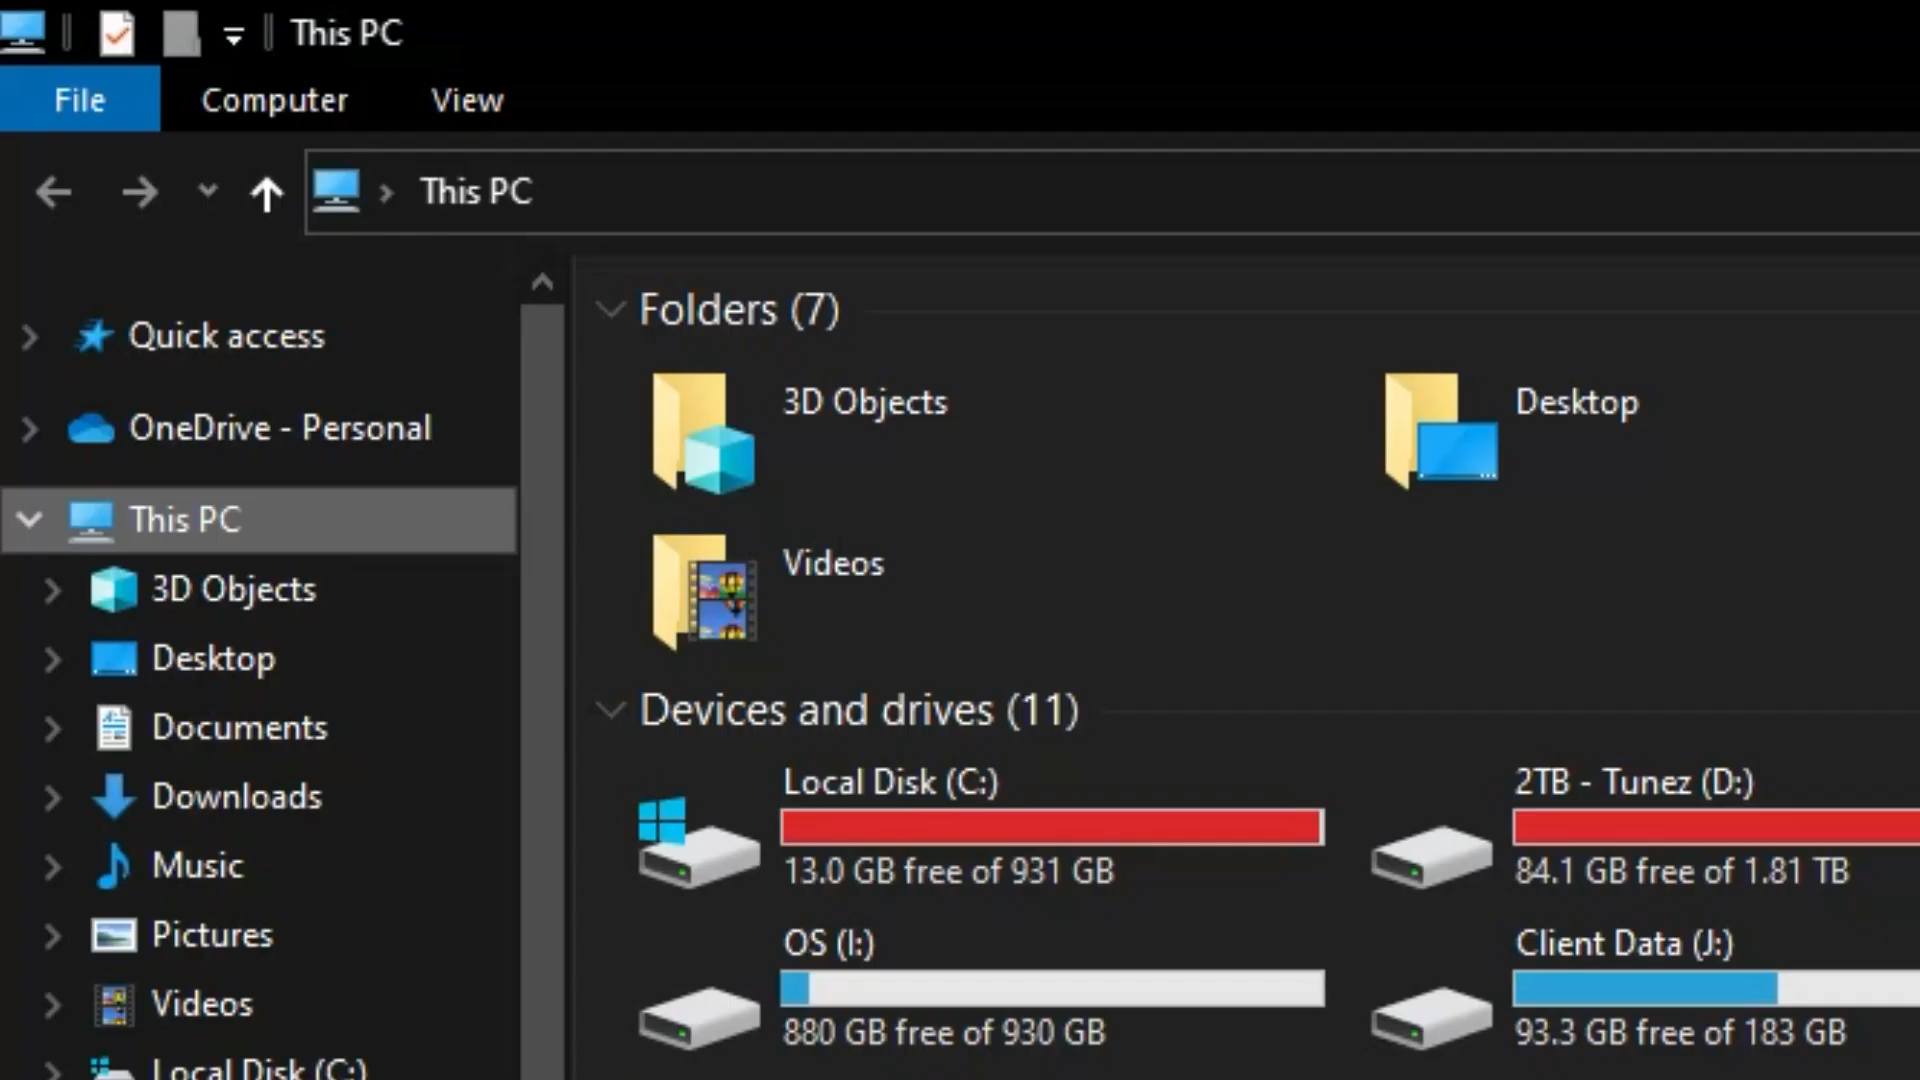 This PC
File Computer View
This PC
Quick access
OneDrive - Personal
This PC
3D Objects
Desktop
Documents
Downloads
Music
Pictures
Videos
Local Disk (C:)
Folders (7)
3D Objects
Desktop
Videos
Devices and drives (11)
Local Disk (C:)
13.0 GB free of 931 GB
2TB - Tunez (D:)
84.1 GB free of 1.81 TB
OS (I:)
880 GB free of 930 GB
Client Data (J:)
93.3 GB free of 183 GB